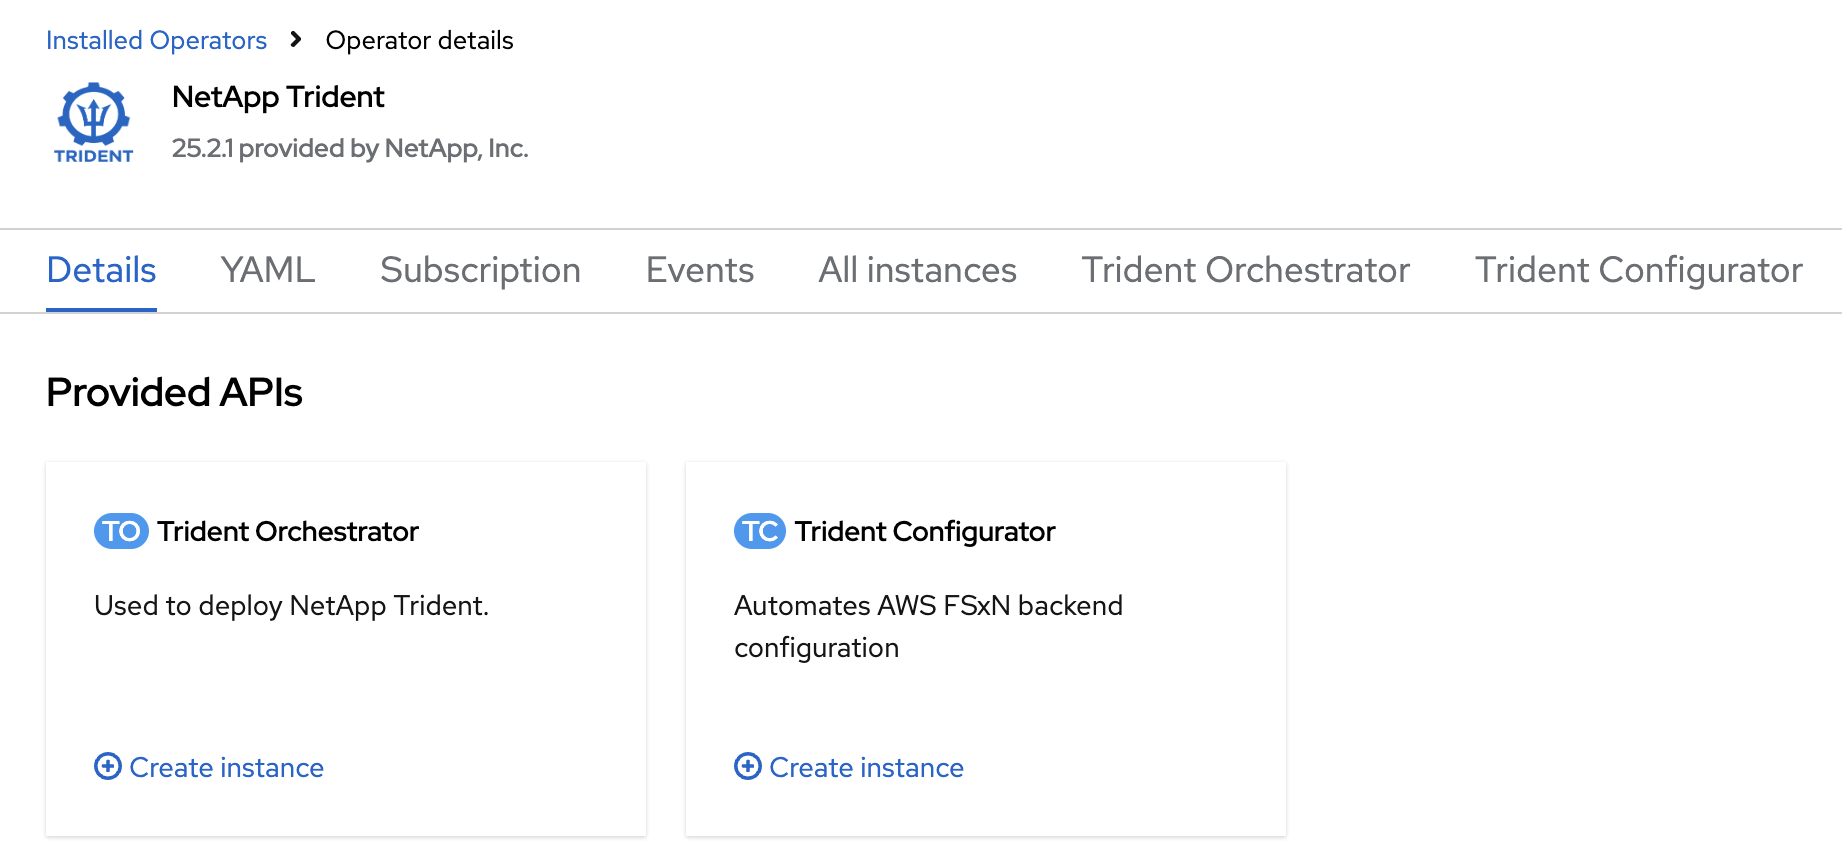 Installed Operators > Operator details
NetApp Trident
TRIDENT
25.2.1 provided by NetApp, Inc.
Details YAML Subscription Events All instances Trident Orchestrator Trident Configurator
Provided APIs
TO Trident Orchestrator
Used to deploy NetApp Trident.
Create instance
TC Trident Configurator
Automates AWS FSxN backend
configuration
Create instance